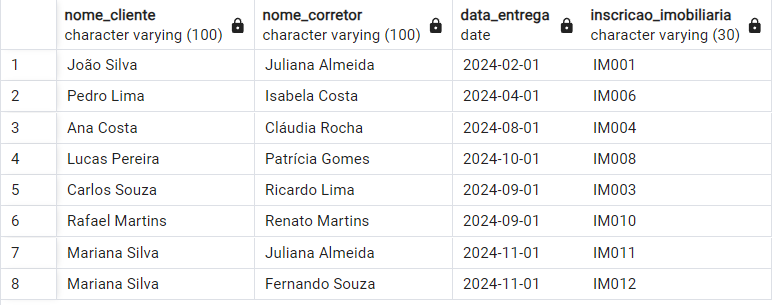 nome_cliente nome_corretor data_entrega inscricao_imobiliaria
character varying (100) character varying (100) date character varying (30)
1 João Silva Juliana Almeida 2024-02-01 IM001
2 Pedro Lima Isabela Costa 2024-04-01 IM006
3 Ana Costa Cláudia Rocha 2024-08-01 IM004
4 Lucas Pereira Patrícia Gomes 2024-10-01 IM008
5 Carlos Souza Ricardo Lima 2024-09-01 IM003
6 Rafael Martins Renato Martins 2024-09-01 IM010
7 Mariana Silva Juliana Almeida 2024-11-01 IM011
8 Mariana Silva Fernando Souza 2024-11-01 IM012